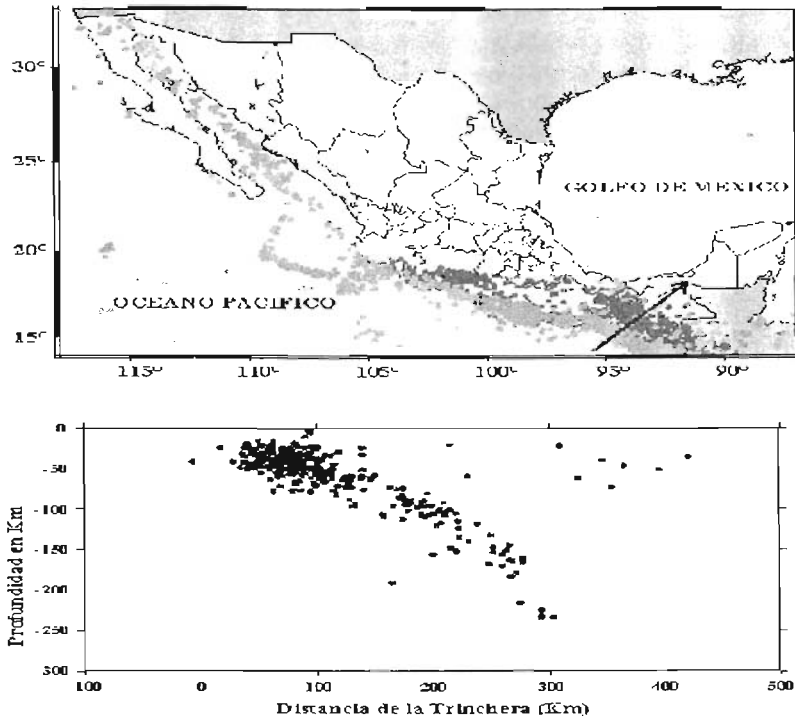 30°
25°
20°
15°
GOLFO DE MEXICO
OCEANO PACIFICO
115° 110° 105° 100° 95° 90°
0
-50
-100
-150
-200
-250
300
Profundidad en Km
100 0 100 200 300 400 500
Distancia de la Trinchera (Km)